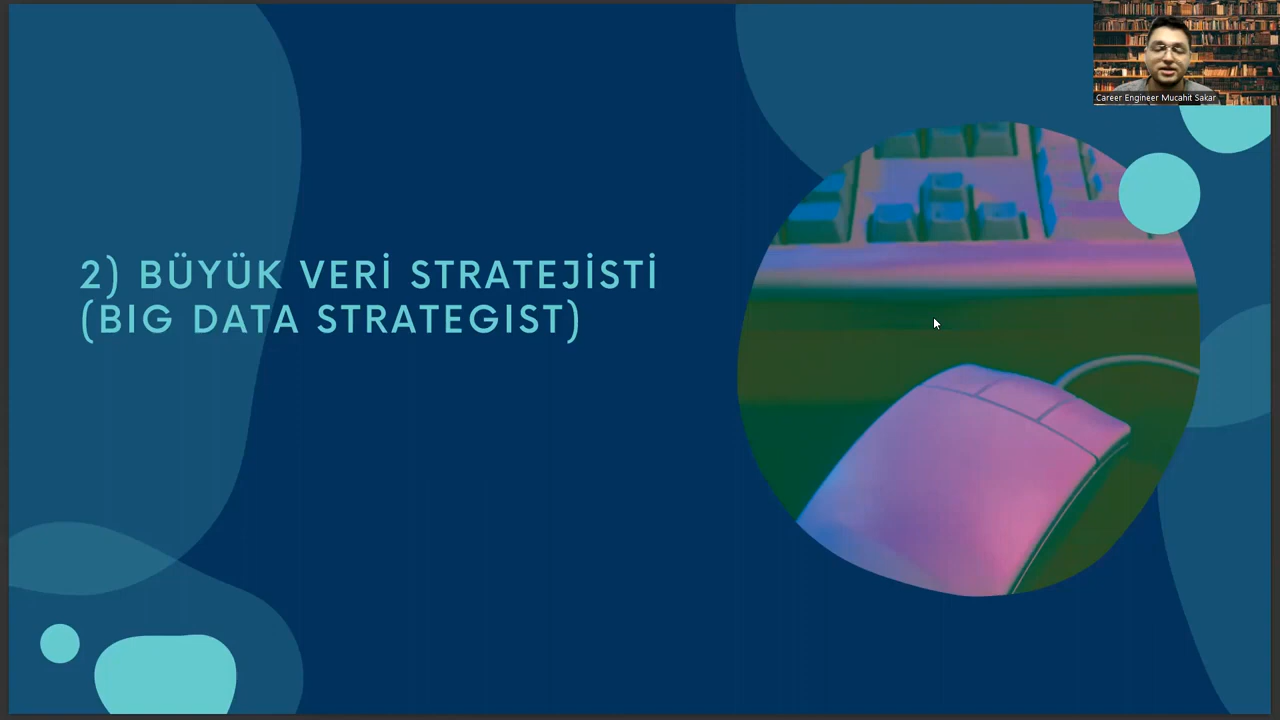 Career Engineer Mucahit Sakar
2) BÜYÜK VERİ STRATEJİSTİ
(BIG DATA STRATEGIST)